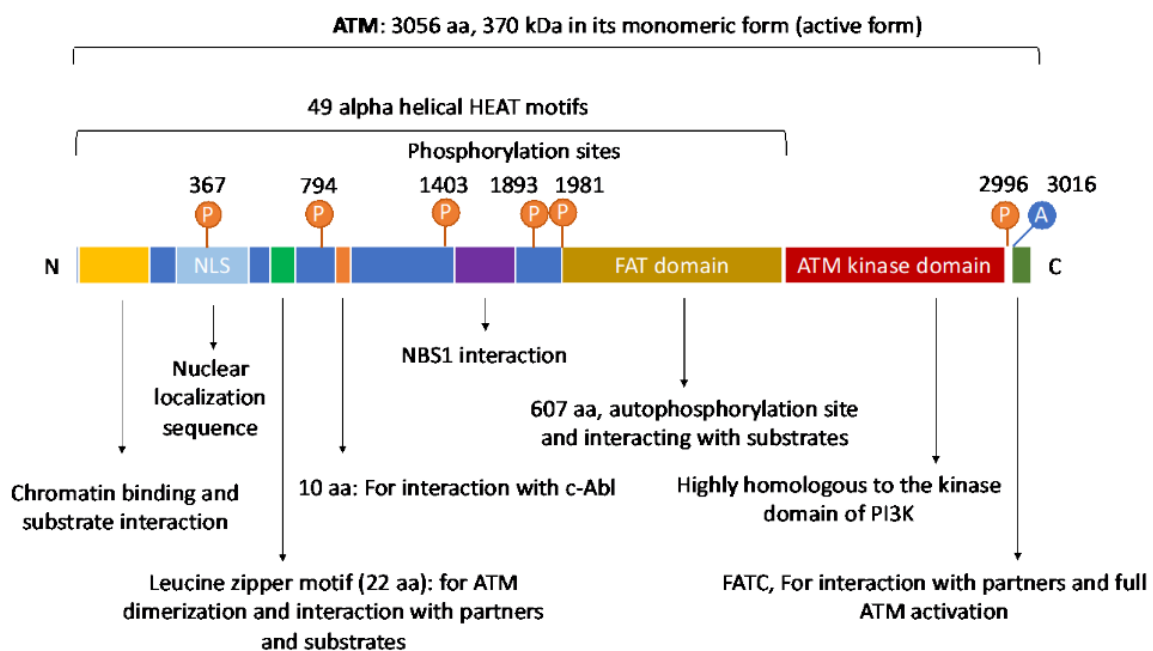 ATM: 3056 aa, 370 kDa in its monomeric form (active form)
49 alpha helical HEAT motifs
Phosphorylation sites
367
794
1403
1893
1981
2996
3016
P
P
P
P
P
P
A
N
NLS
FAT domain
ATM kinase domain
C
Nuclear
localization
sequence
NBS1 interaction
607 aa, autophosphorylation site
and interacting with substrates
Chromatin binding and
substrate interaction
10 aa: For interaction with c-Abl
Highly homologous to the kinase
domain of PI3K
Leucine zipper motif (22 aa): for ATM
dimerization and interaction with partners
and substrates
FATC, For interaction with partners and full
ATM activation